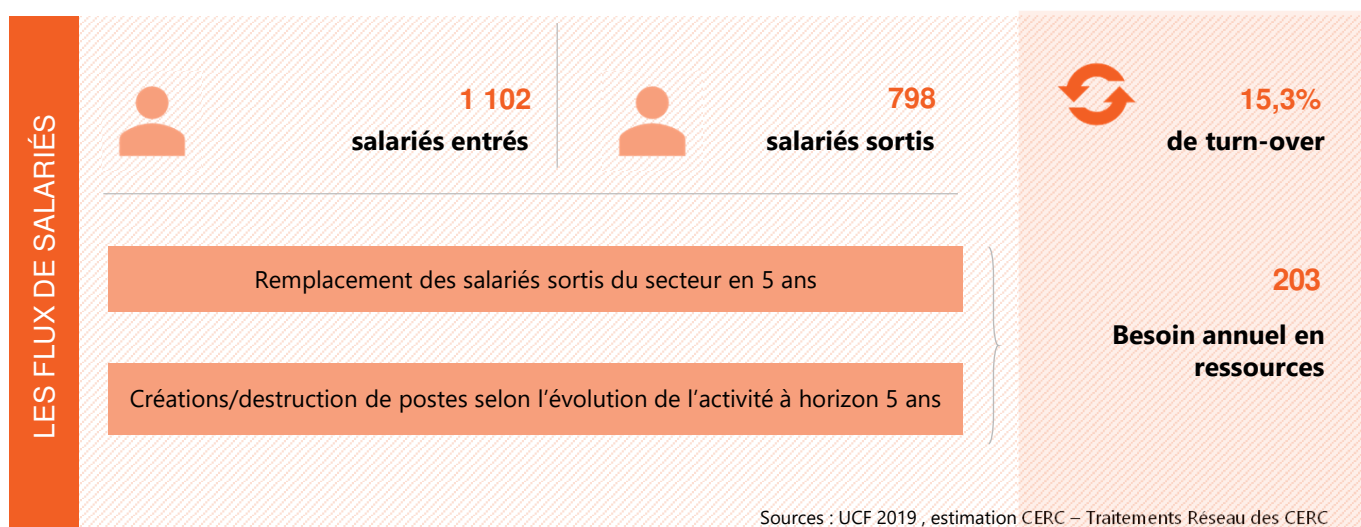 LES FLUX DE SALARIÉS
1 102
salariés entrés
798
salariés sortis
15,3%
de turn-over
Remplacement des salariés sortis du secteur en 5 ans
Créations/destruction de postes selon l’évolution de l’activité à horizon 5 ans
203
Besoin annuel en
ressources
Sources : UCF 2019 , estimation CERC – Traitements Réseau des CERC